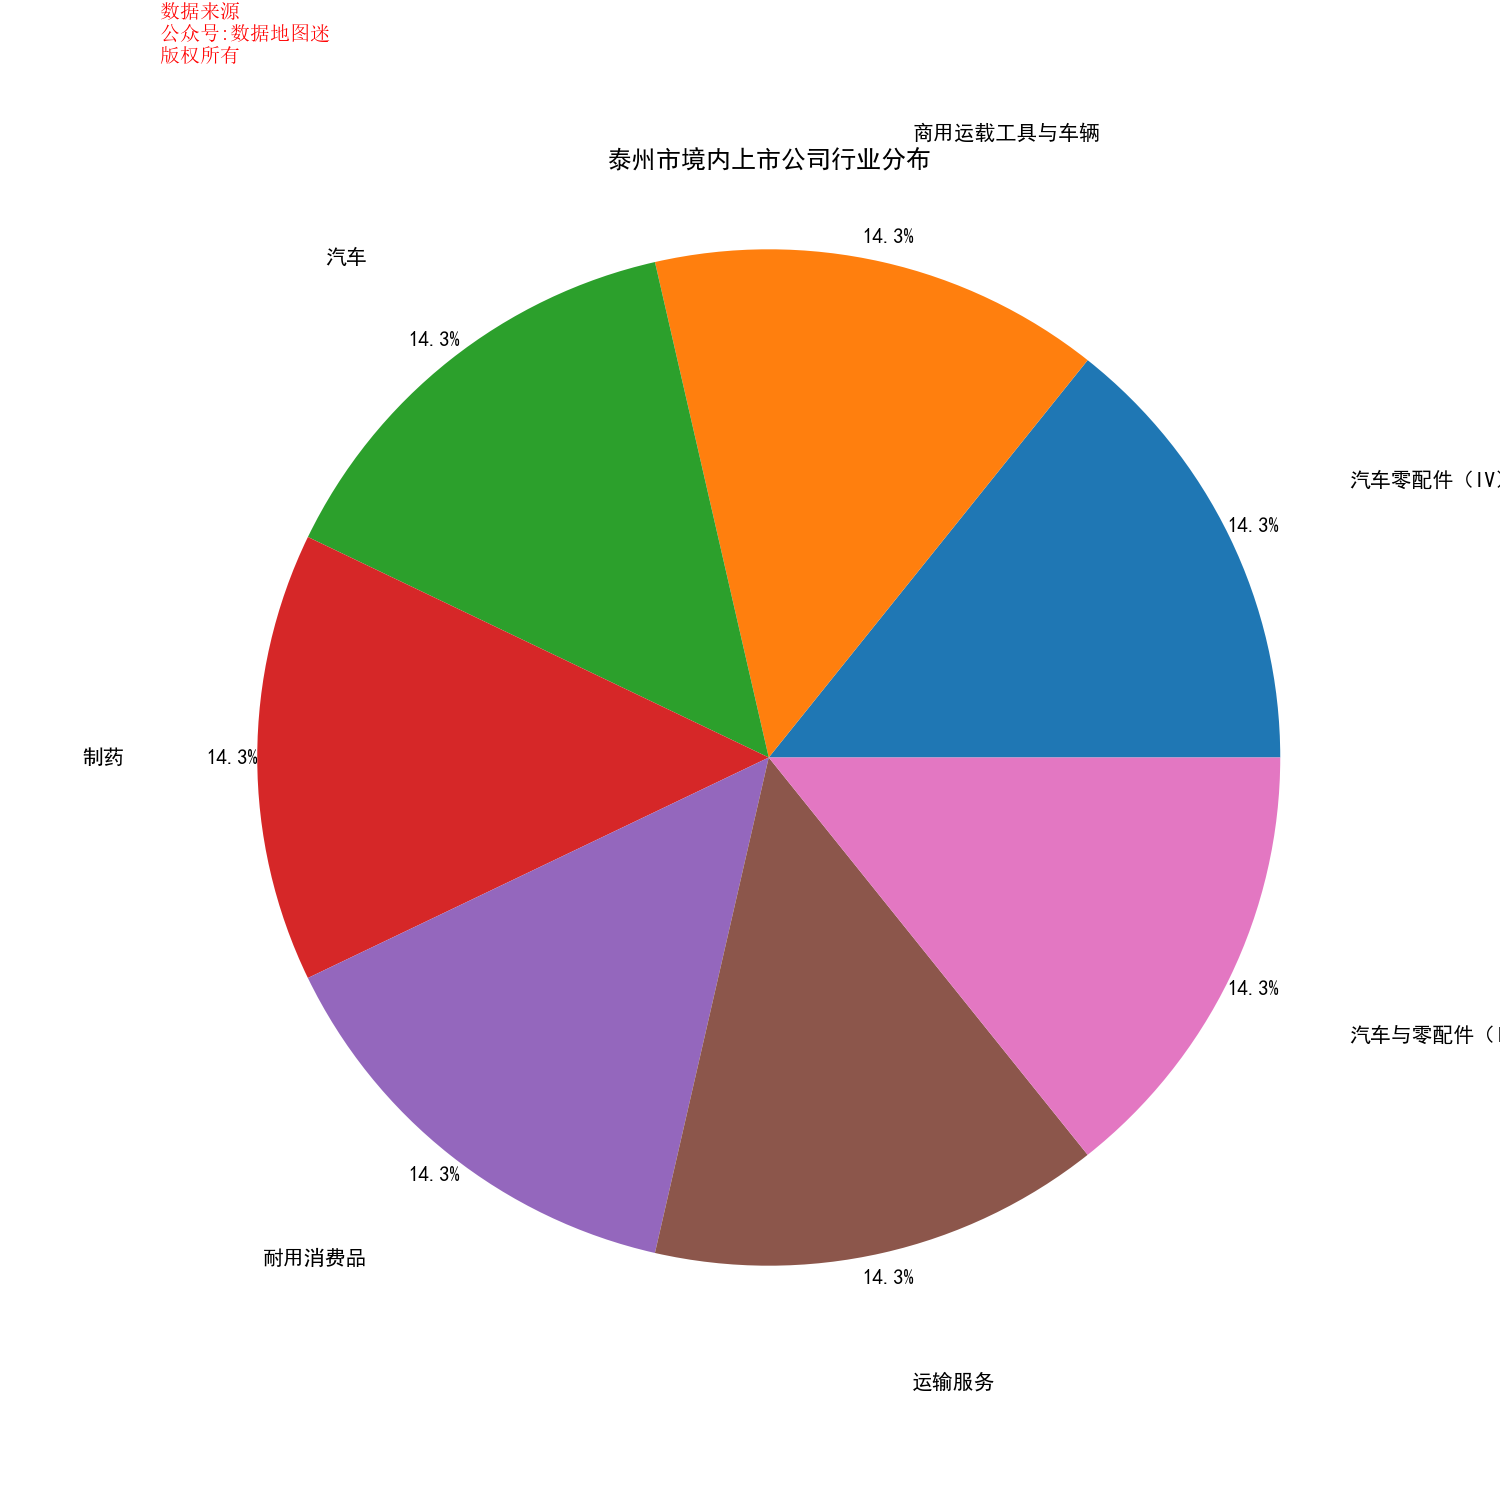 数据来源
公众号:数据地图迷
版权所有
商用运载工具与车辆
泰州市境内上市公司行业分布
14.3%
汽车
14.3%
汽车零配件（IV）
14.3%
制药
14.3%
14.3%
汽车与零配件（I
14.3%
耐用消费品
14.3%
运输服务